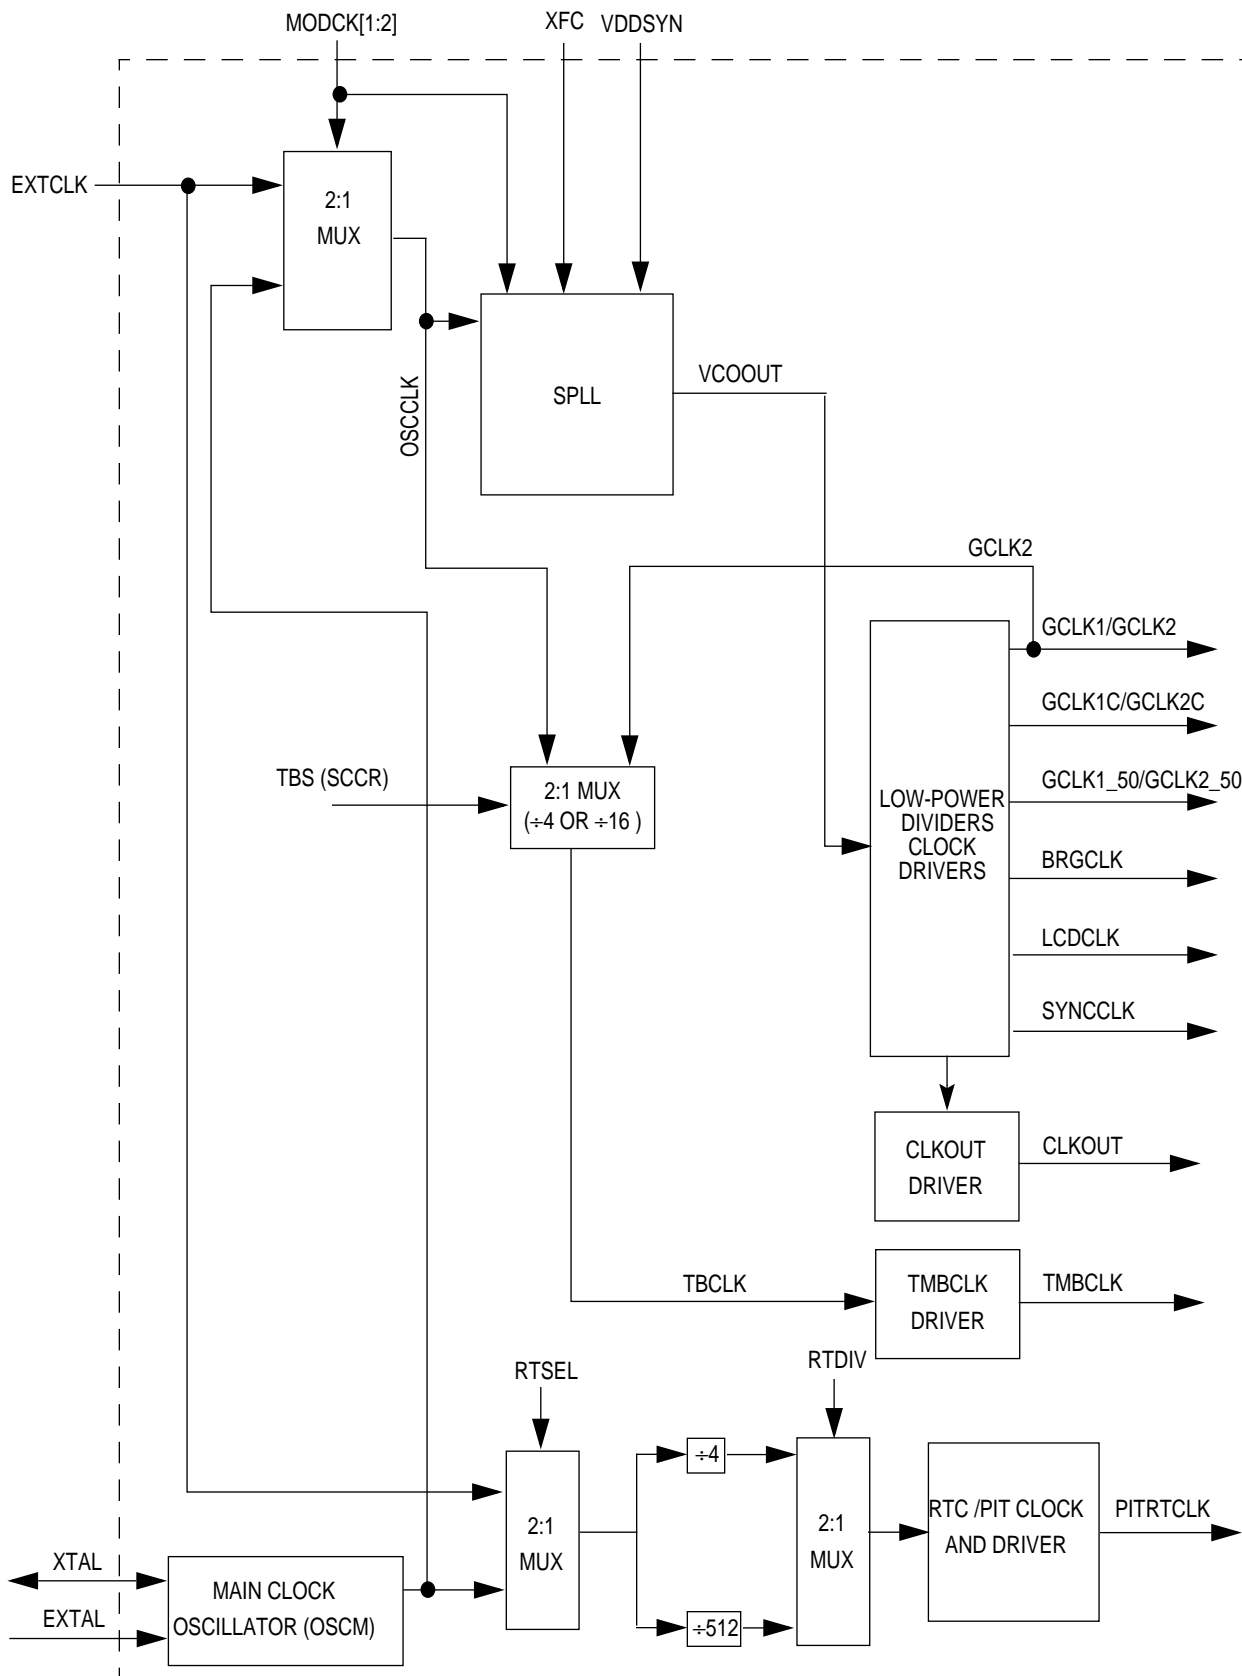 MODCK[1:2]
XFC
VDDSYN
EXTCLK
2:1
MUX
OSCCLK
SPLL
VCOOUT
GCLK2
GCLK1/GCLK2
GCLK1C/GCLK2C
GCLK1_50/GCLK2_50
BRGCLK
LCDCLK
SYNCCLK
LOW-POWER
DIVIDERS
CLOCK
DRIVERS
TBS (SCCR)
2:1 MUX
(÷4 OR ÷16 )
CLKOUT
DRIVER
CLKOUT
TBCLK
TMBCLK
DRIVER
TMBCLK
RTSEL
RTDIV
÷4
2:1
MUX
2:1
MUX
÷512
RTC /PIT CLOCK
AND DRIVER
PITRTCLK
XTAL
EXTAL
MAIN CLOCK
OSCILLATOR (OSCM)